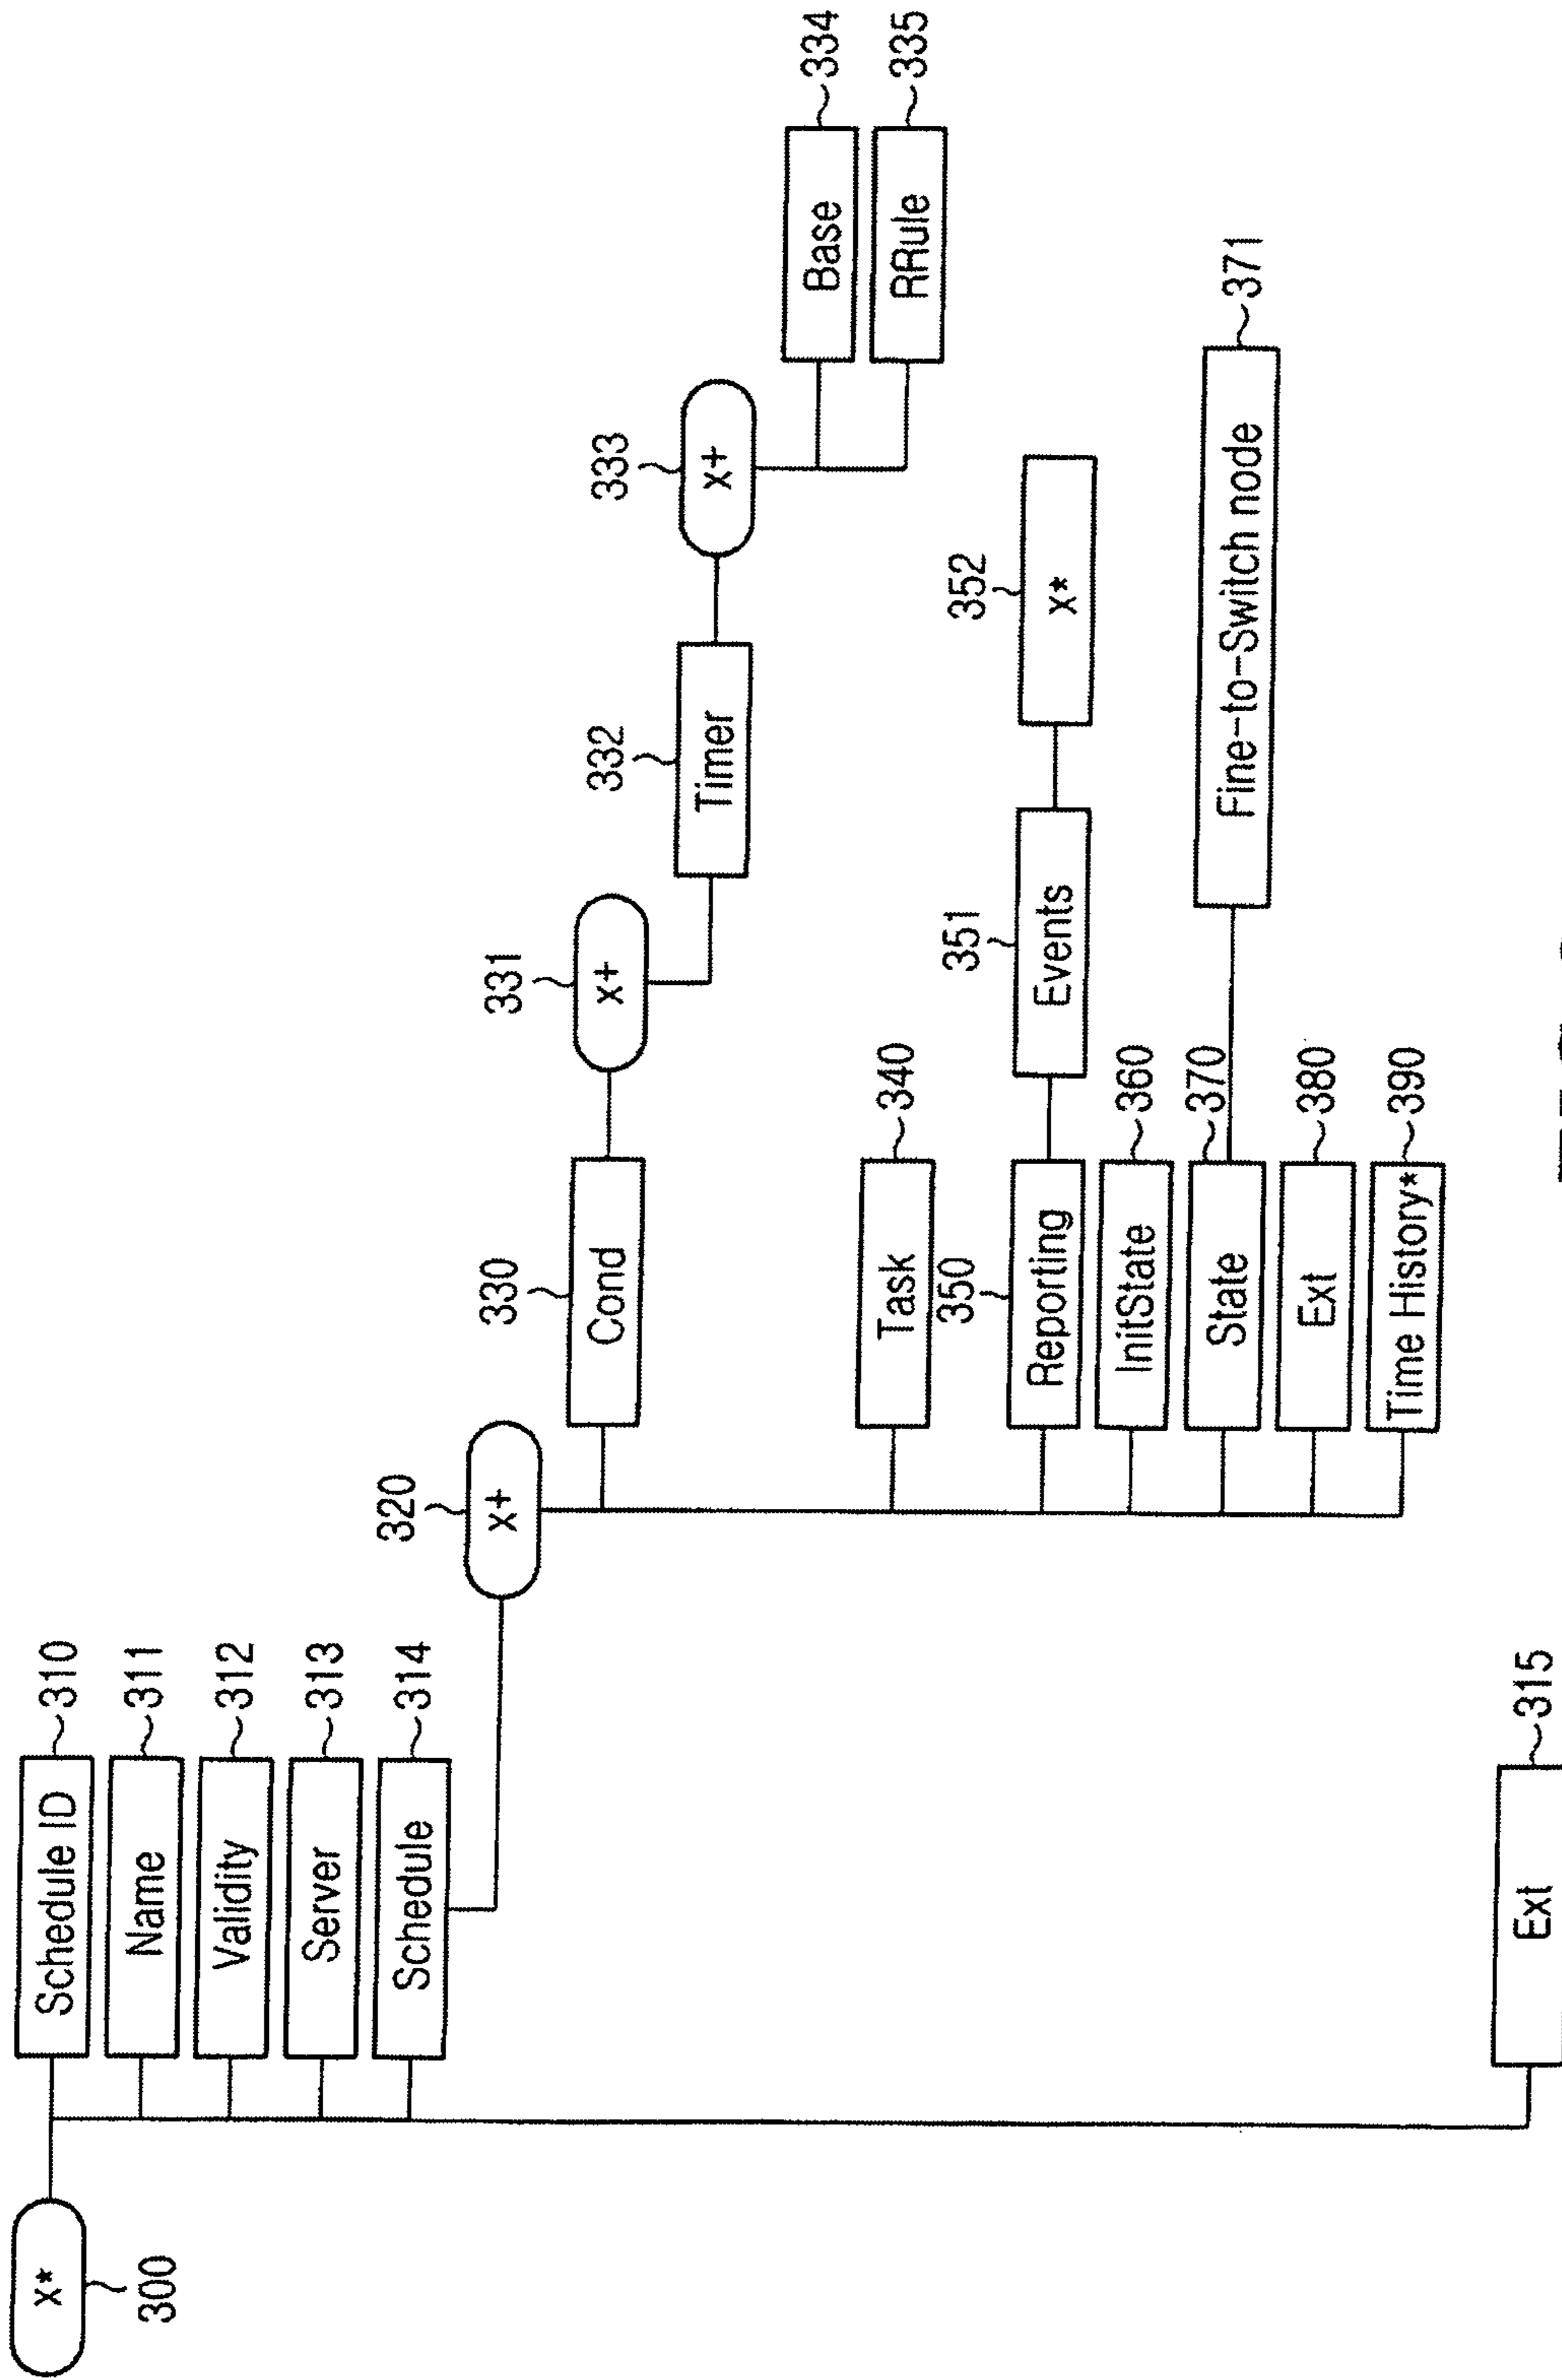 x* 300
Schedule ID 310
Name 311
Validity 312
Server 313
Schedule 314
320
x+
330
Cond
331
x+
332
Timer
333
x+
Base 334
RRule 335
Task 340
350
Reporting
351
Events
352
x*
InitState 360
State 370
Fine-to-Switch node 371
Ext 380
Time History* 390
Ext 315